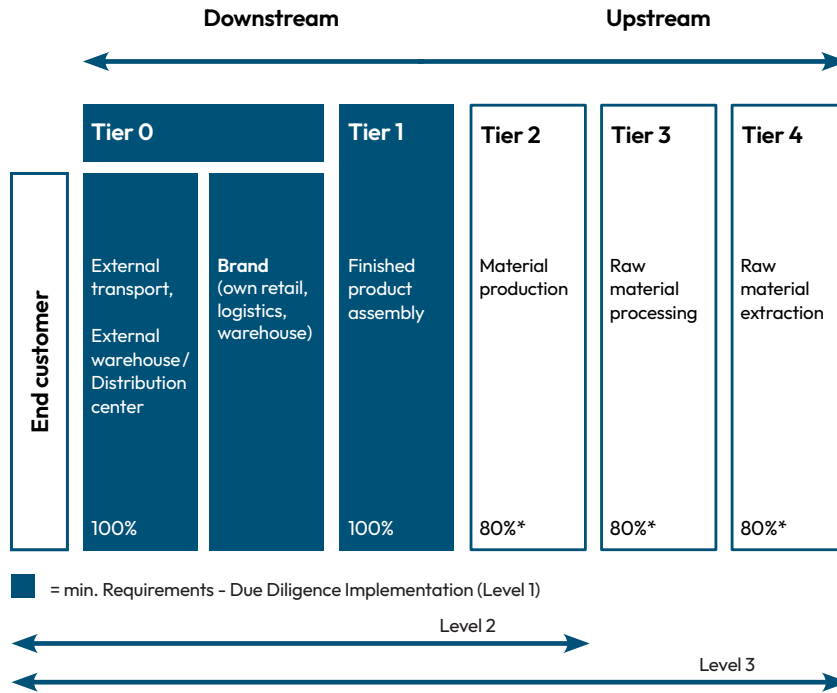 Downstream
Upstream
Tier 0
Tier 1
Tier 2
Tier 3
Tier 4
End customer
External
transport,
External
warehouse/
Distribution
center
100%
Brand
(own retail,
logistics,
warehouse)
Finished
product
assembly
100%
Material
production
80%*
Raw
material
processing
80%*
Raw
material
extraction
80%*
= min. Requirements - Due Diligence Implementation (Level 1)
Level 2
Level 3